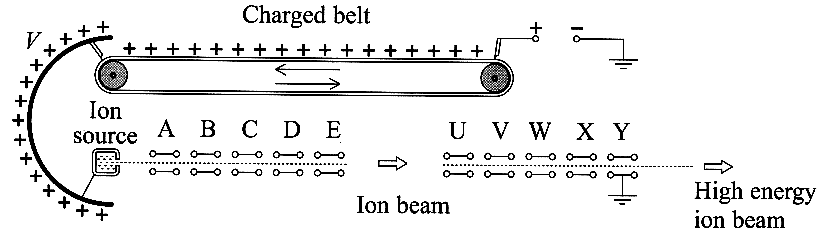 Charged belt
V
+ + + + + + + + + + + + + + +
+ -
Ion
source
A B C D E
U V W X Y
Ion beam
High energy
ion beam